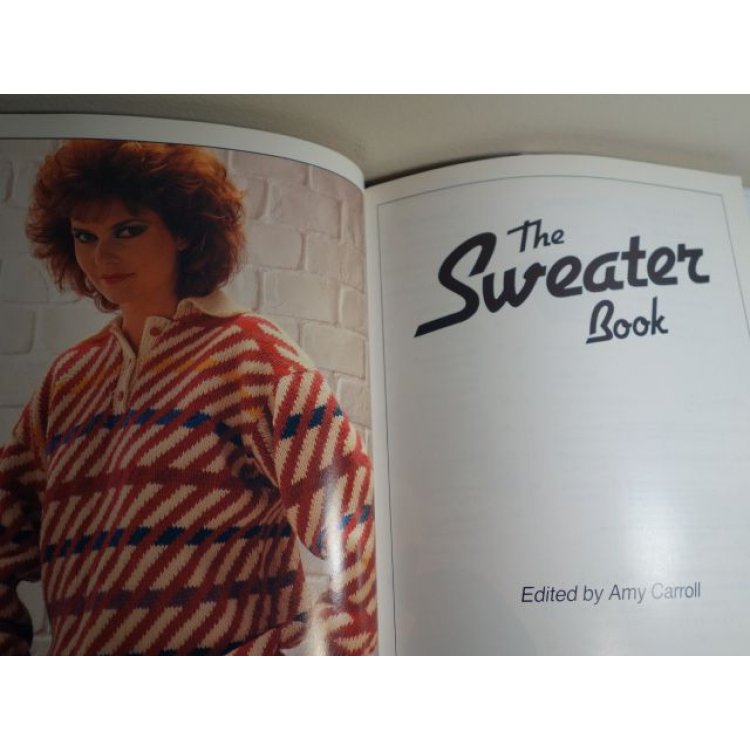 The
Sweater
Book
Edited by Amy Carroll